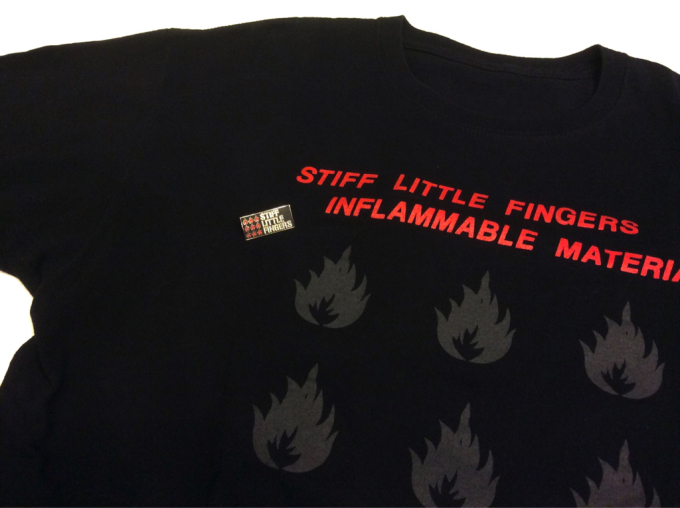 STIFF LITTLE FINGERS
INFLAMMABLE MATERIA
STIFF
LITTLE
FINGERS